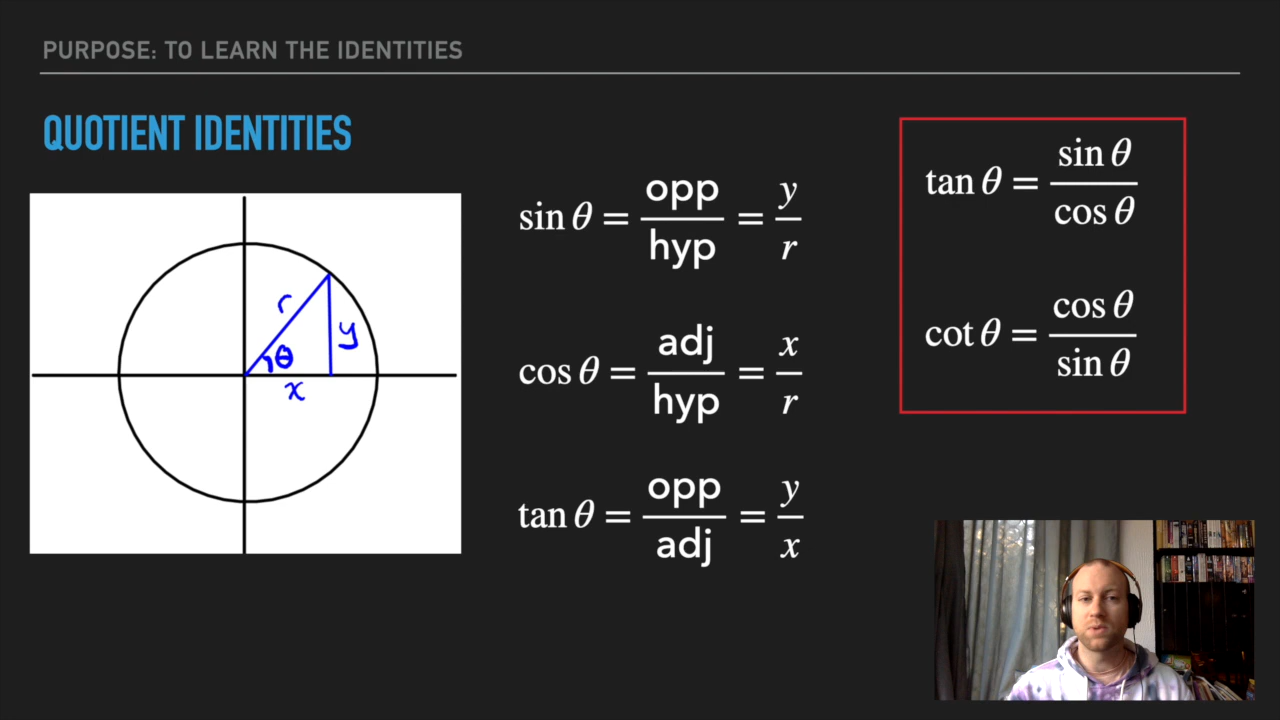 PURPOSE: TO LEARN THE IDENTITIES
QUOTIENT IDENTITIES
r
θ
y
x
sin θ = opp/hyp = y/r
cos θ = adj/hyp = x/r
tan θ = opp/adj = y/x
tan θ = sin θ/cos θ
cot θ = cos θ/sin θ